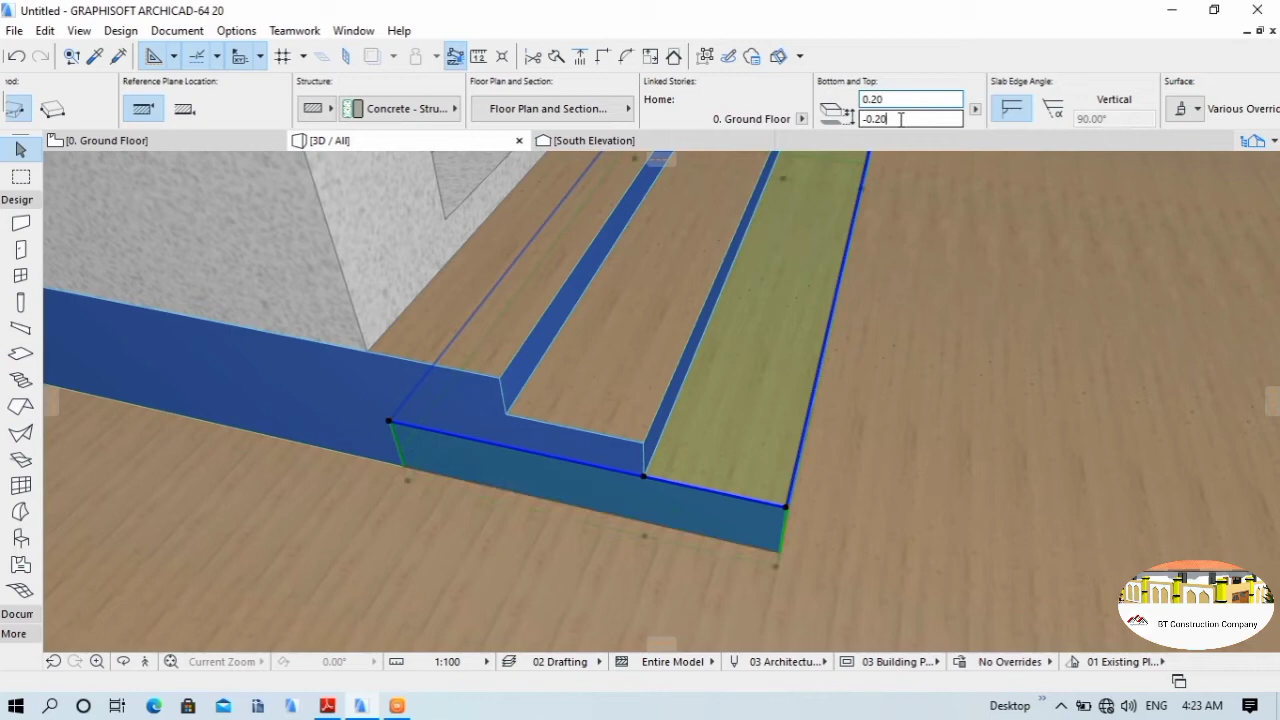 Untitled - GRAPHISOFT ARCHICAD-64 20
File Edit View Design Document Options Teamwork Window Help
Reference Plane Location: Structure: Floor Plan and Section: Linked Stories: Bottom and Top: Slab Edge Angle: Surface:
Home: 0.20 Vertical
Concrete - Stru... Floor Plan and Section... Various Overri
0. Ground Floor -0.20 90.00°
[0. Ground Floor] [3D / All] [South Elevation]
Desigr
BT Construction Company
Docum
More
Current Zoom 0.00° 1:100 02 Drafting Entire Model 03 Architectu... 03 Building P... No Overrides 01 Existing Pl...
Desktop ENG 4:23 AM